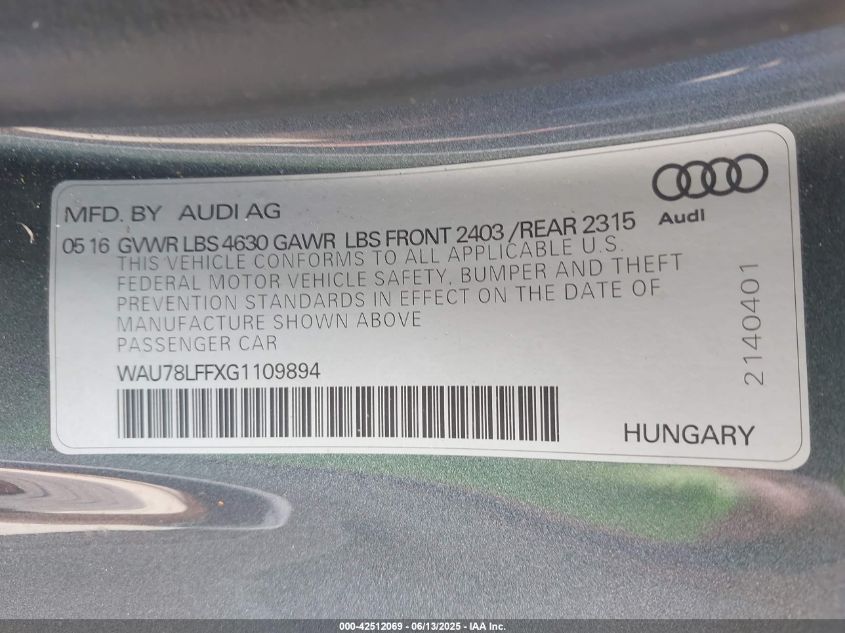 MFD. BY AUDI AG
Audi
05 16 GVWR LBS 4630 GAWR LBS FRONT 2403 /REAR 2315
THIS VEHICLE CONFORMS TO ALL APPLICABLE U.S.
FEDERAL MOTOR VEHICLE SAFETY, BUMPER AND THEFT
PREVENTION STANDARDS IN EFFECT ON THE DATE OF
MANUFACTURE SHOWN ABOVE
PASSENGER CAR
WAU78LFFXG1109894
HUNGARY
2140401
000-42512069 - 06/13/2025 - IAA Inc.